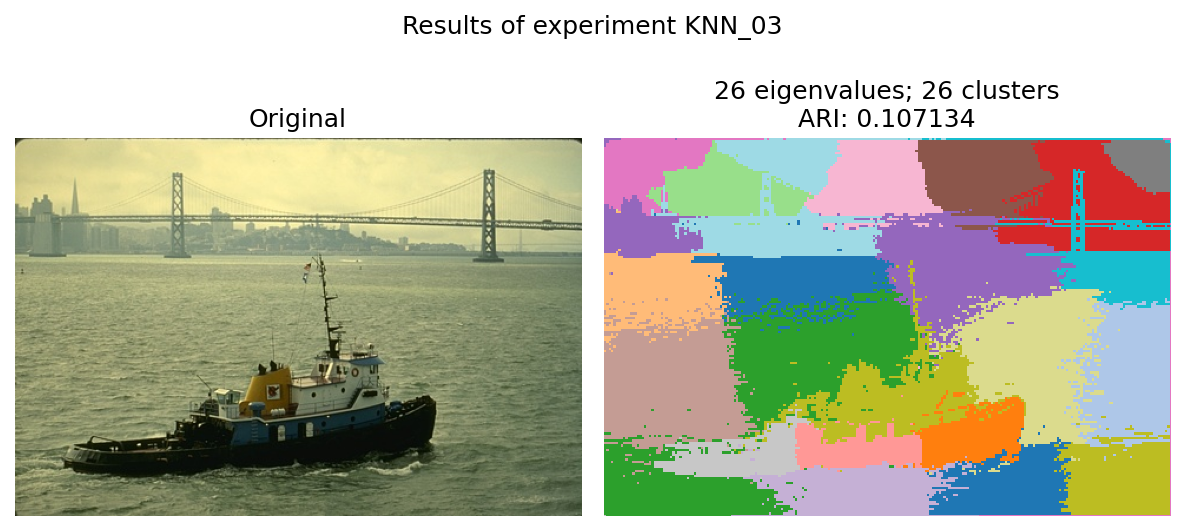 Results of experiment KNN_03
Original
26 eigenvalues; 26 clusters
ARI: 0.107134